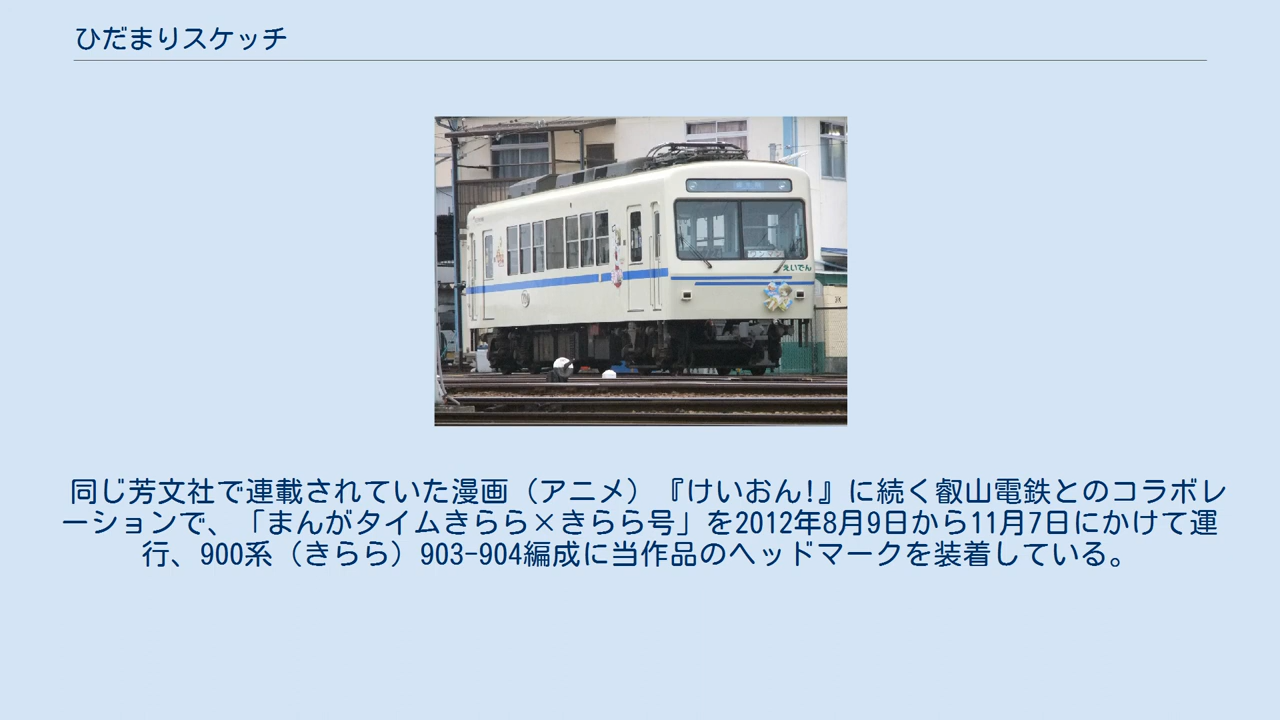 ひだまりスケッチ
えいでん
同じ芳文社で連載されていた漫画（アニメ）『けいおん!』に続く叡山電鉄とのコラボレ
ーションで、「まんがタイムきらら×きらら号」を2012年8月9日から11月7日にかけて運
行、900系（きらら）903-904編成に当作品のヘッドマークを装着している。